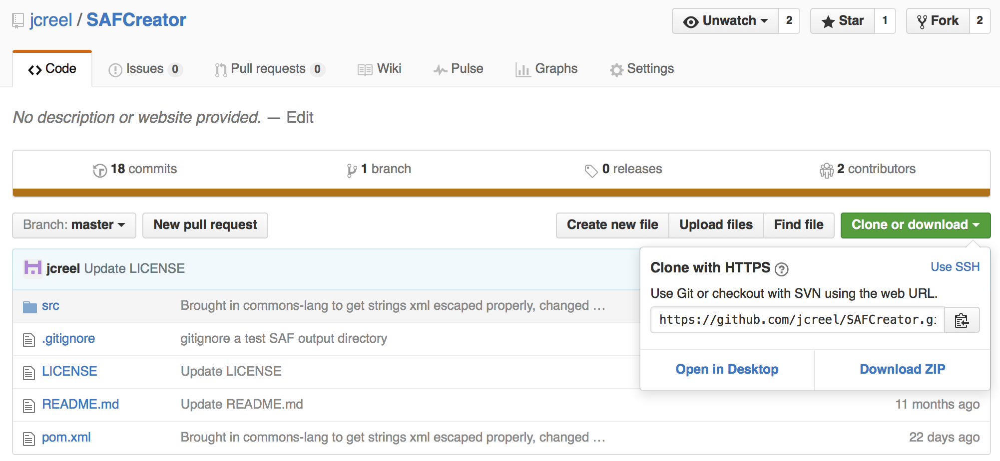 jcreel / SAFCreator
Unwatch 2 Star 1 Fork 2
Code Issues 0 Pull requests 0 Wiki Pulse Graphs Settings
No description or website provided. — Edit
18 commits 1 branch 0 releases 2 contributors
Branch: master New pull request Create new file Upload files Find file Clone or download
jcreel Update LICENSE
Clone with HTTPS ? Use SSH
Use Git or checkout with SVN using the web URL.
https://github.com/jcreel/SAFCreator.gi
Open in Desktop Download ZIP
src Brought in commons-lang to get strings xml escaped properly, changed …
.gitignore gitignore a test SAF output directory
LICENSE Update LICENSE
README.md Update README.md 11 months ago
pom.xml Brought in commons-lang to get strings xml escaped properly, changed … 22 days ago